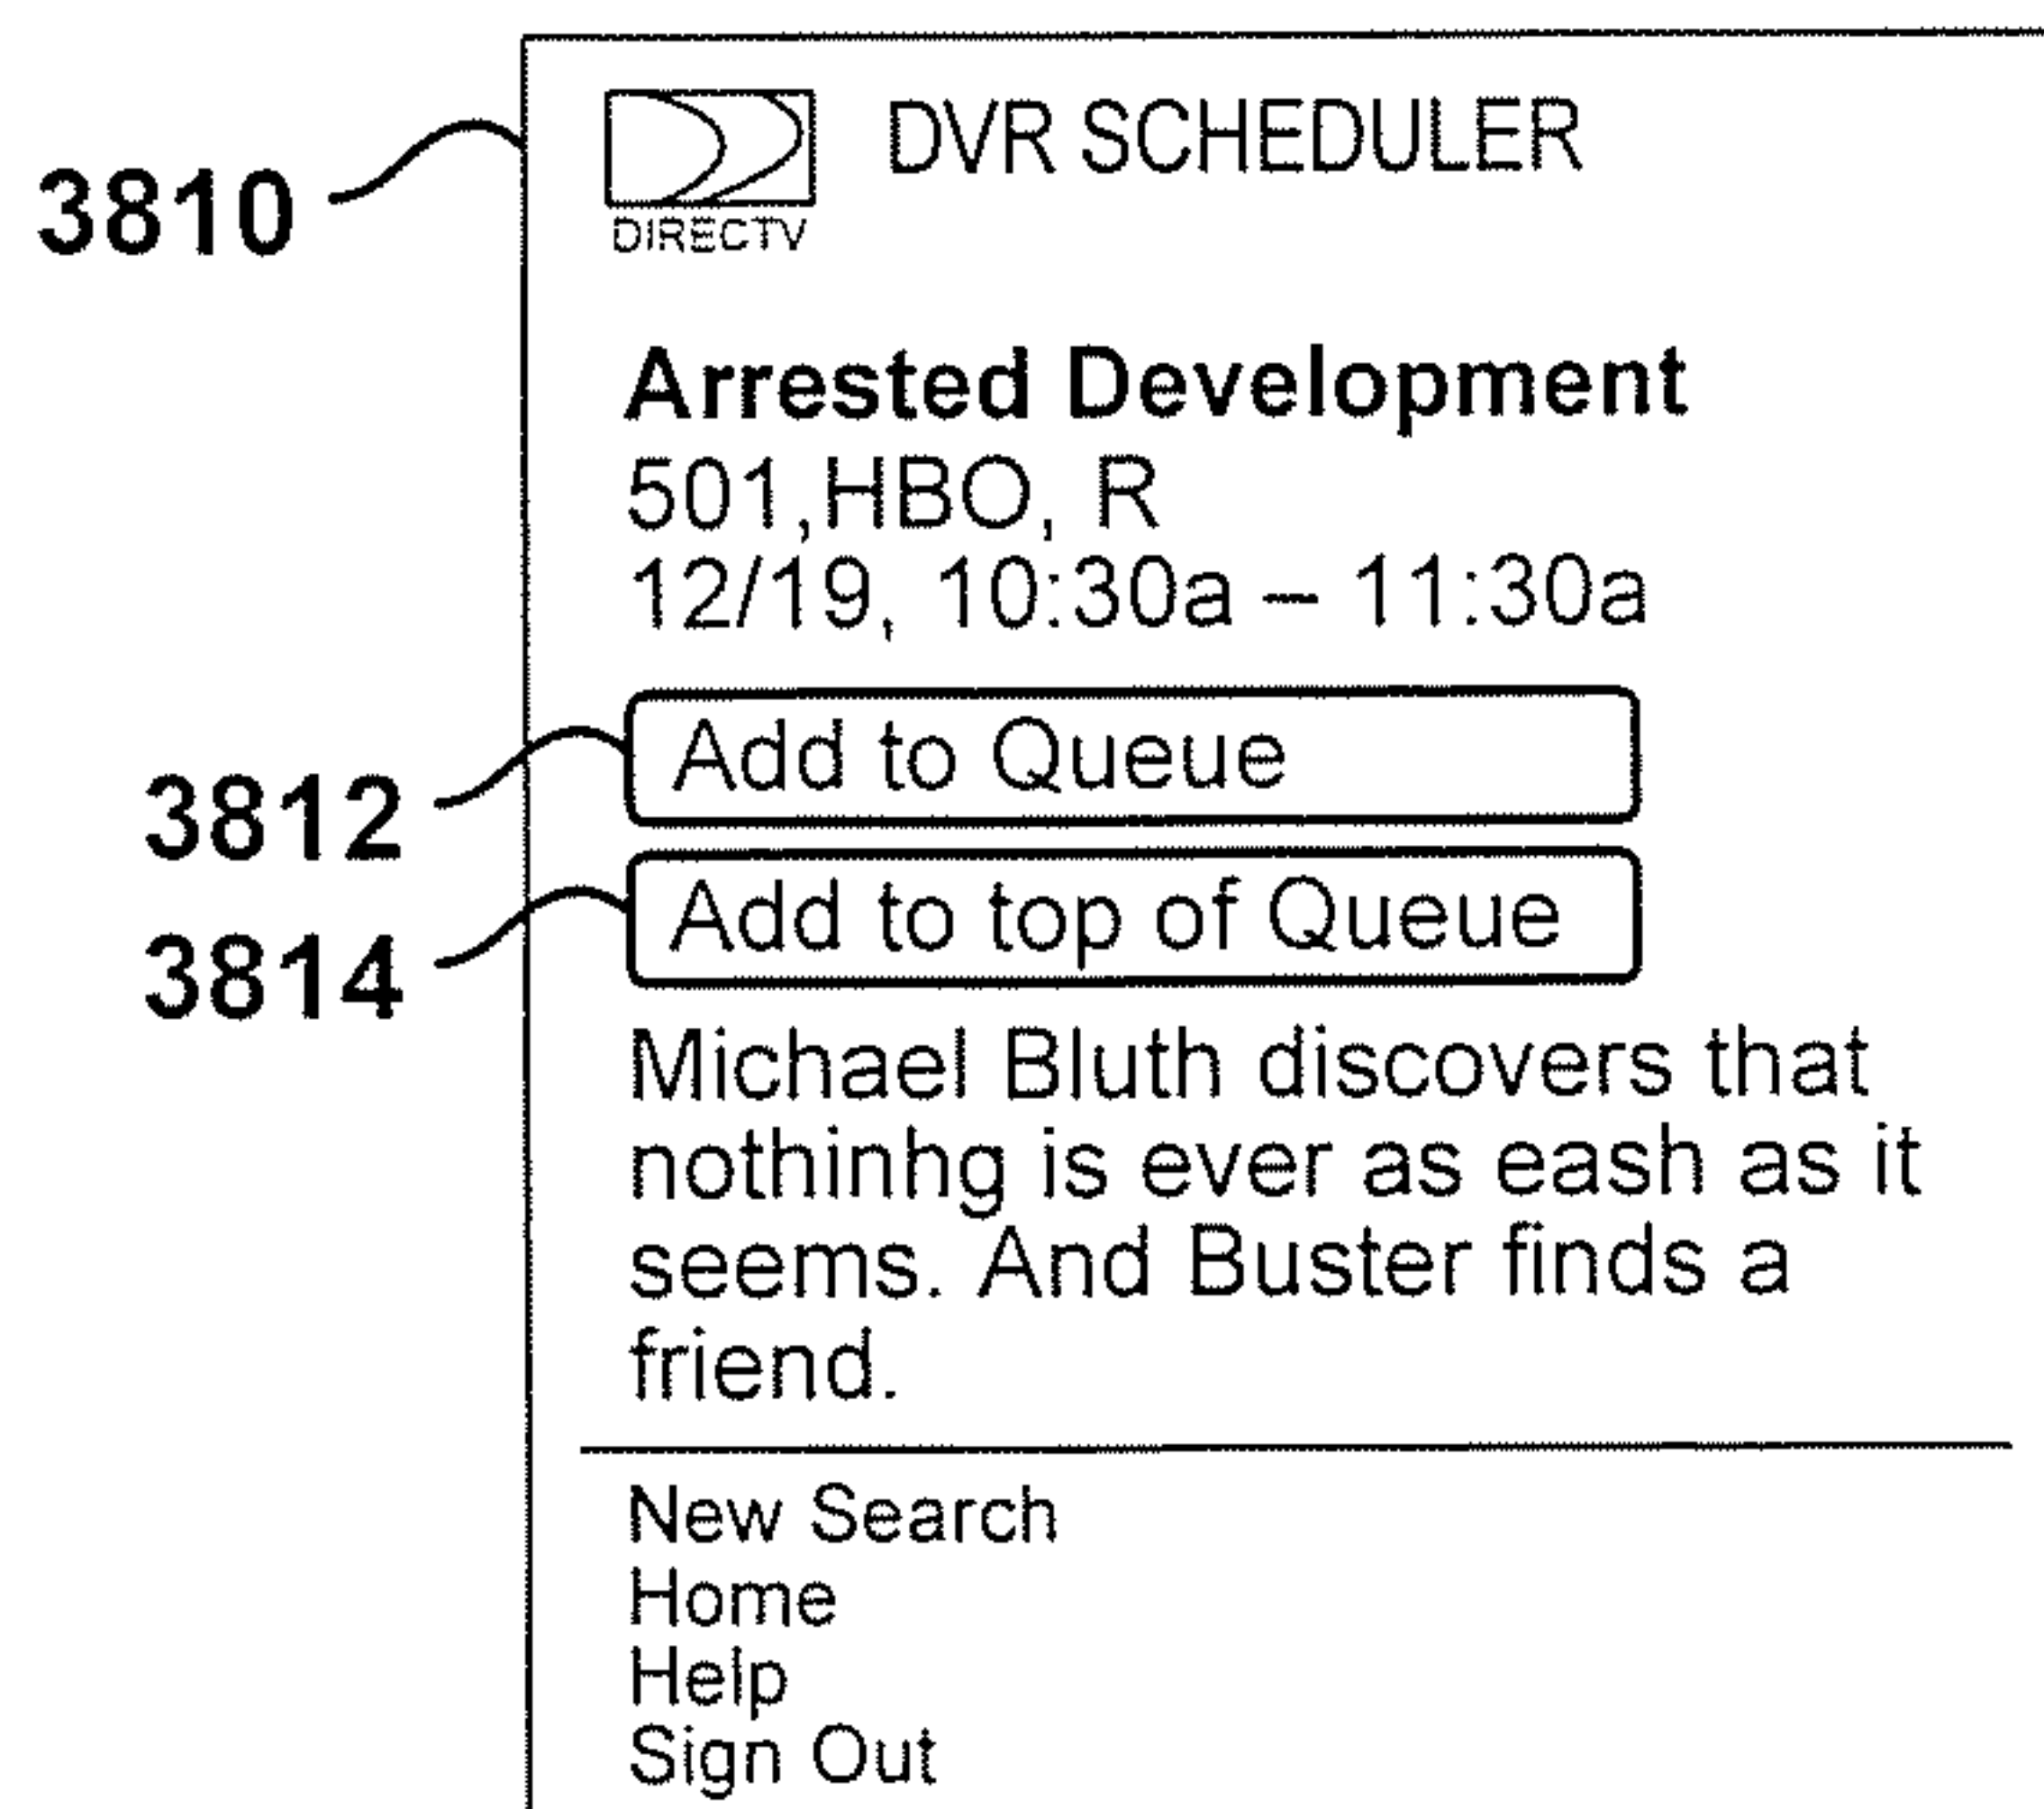 3810
DVR SCHEDULER
DIRECTV
Arrested Development
501,HBO, R
12/19, 10:30a – 11:30a
3812
Add to Queue
3814
Add to top of Queue
Michael Bluth discovers that
nothinhg is ever as eash as it
seems. And Buster finds a
friend.
New Search
Home
Help
Sign Out